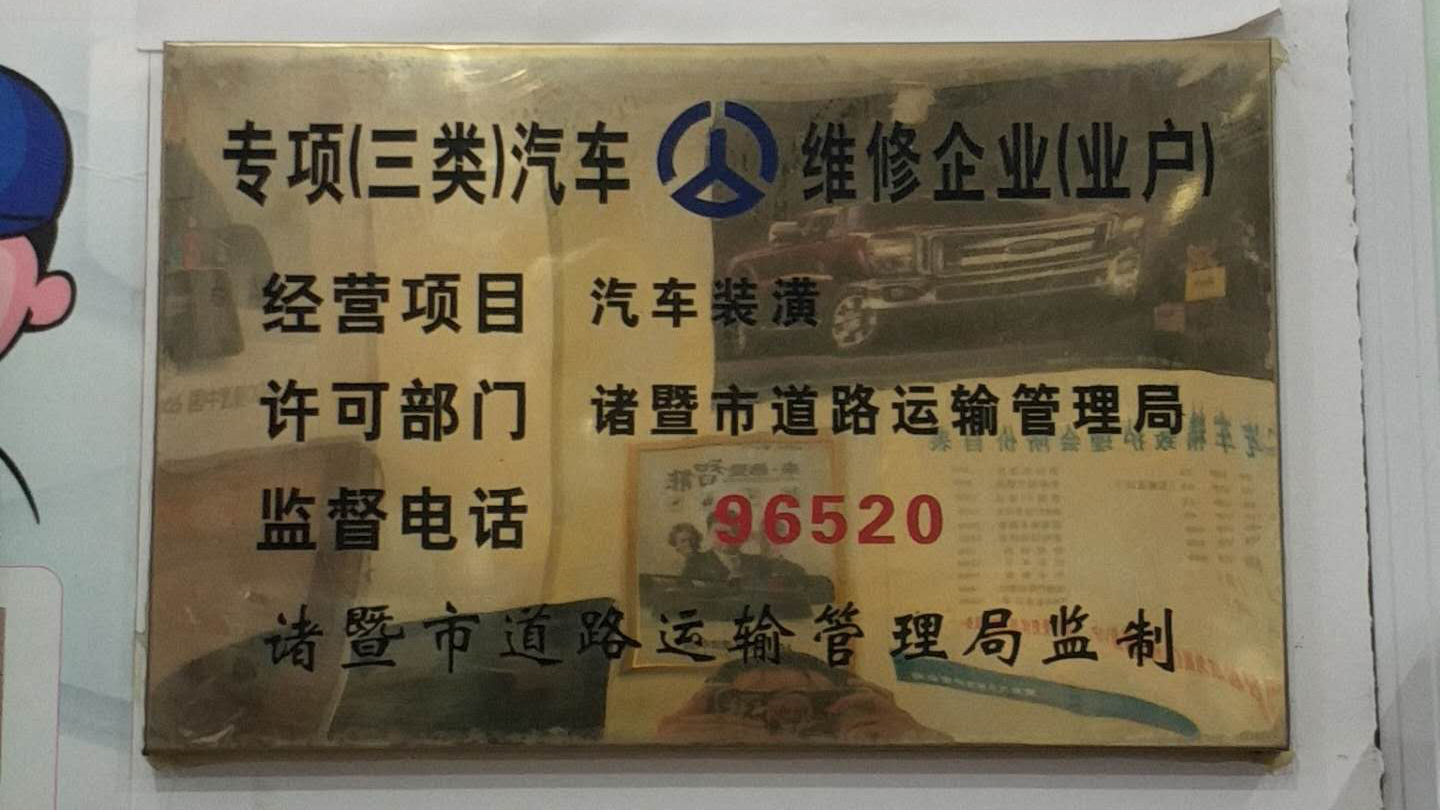 专项(三类)汽车 维修企业(业户)
经营项目 汽车装潢
许可部门 诸暨市道路运输管理局
监督电话 96520
诸暨市道路运输管理局监制